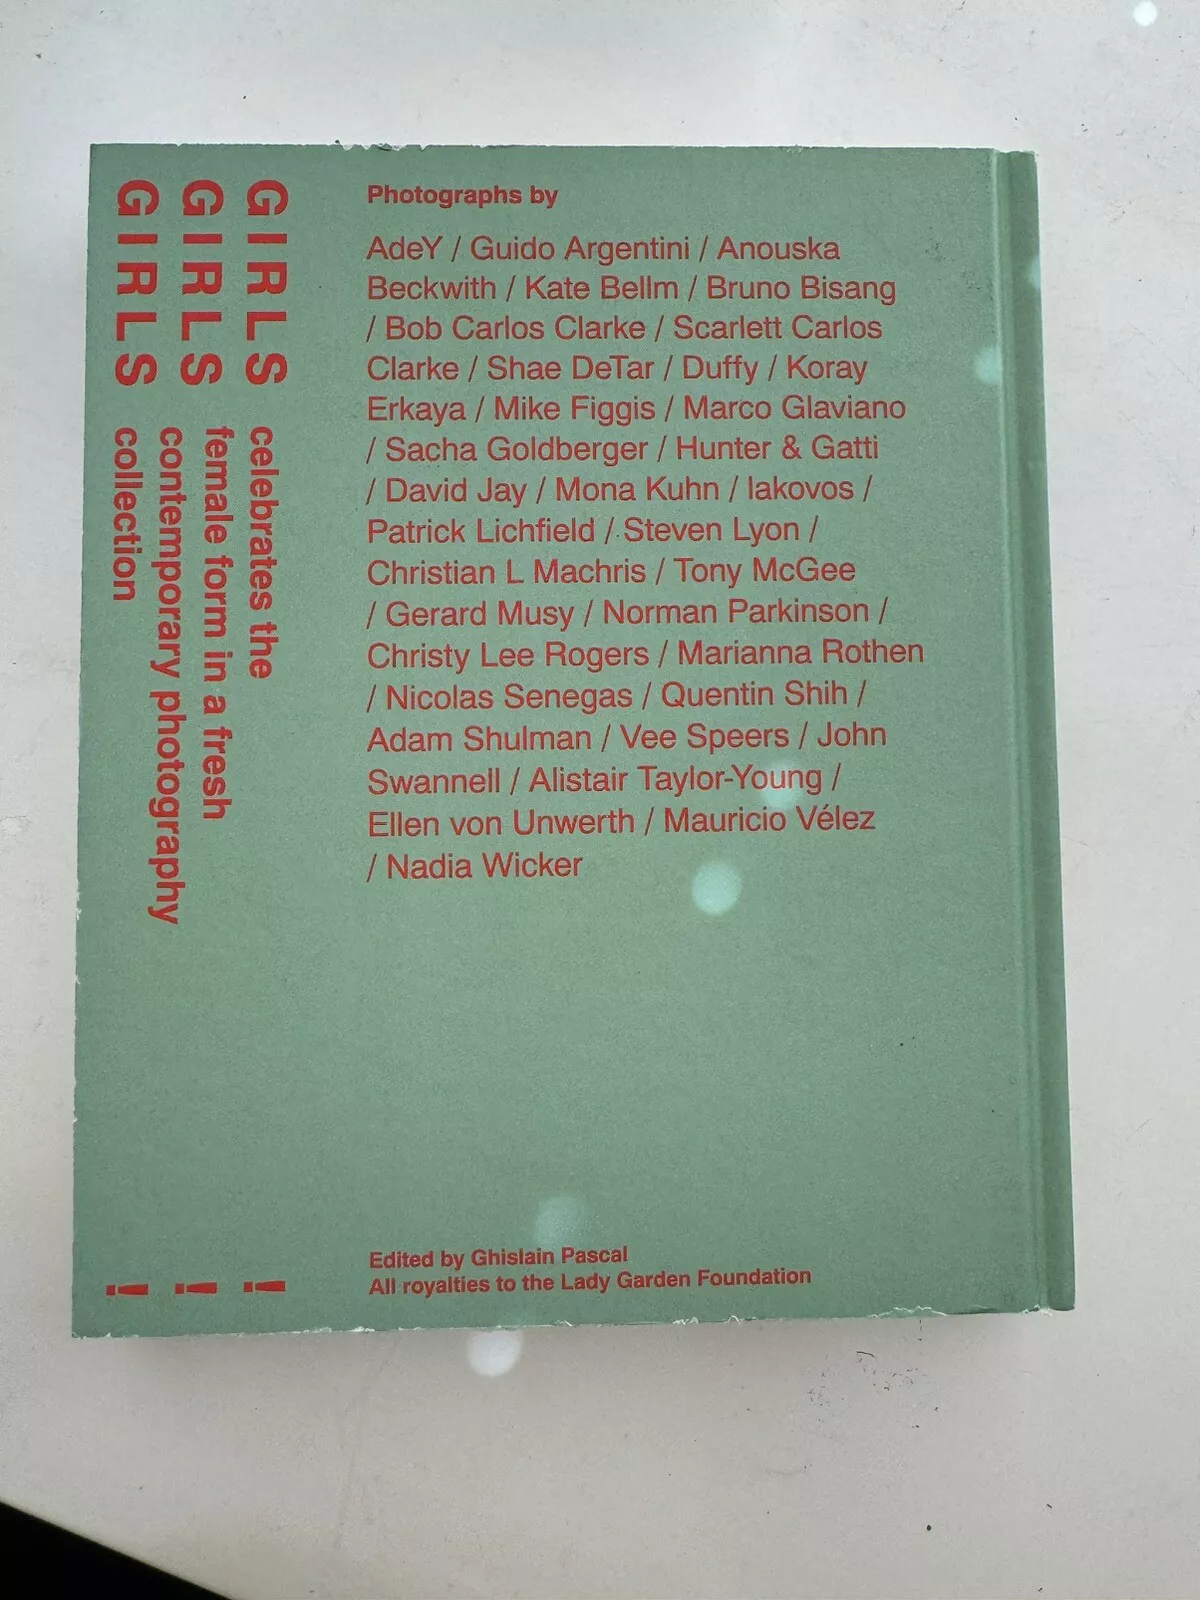 GIRLS
GIRLS
GIRLS
celebrates the
female form in a fresh
contemporary photography
collection
! ! !
Photographs by
AdeY / Guido Argentini / Anouska
Beckwith / Kate Bellm / Bruno Bisang
/ Bob Carlos Clarke / Scarlett Carlos
Clarke / Shae DeTar / Duffy / Koray
Erkaya / Mike Figgis / Marco Glaviano
/ Sacha Goldberger / Hunter & Gatti
/ David Jay / Mona Kuhn / Iakovos /
Patrick Lichfield / Steven Lyon /
Christian L Machris / Tony McGee
/ Gerard Musy / Norman Parkinson /
Christy Lee Rogers / Marianna Rothen
/ Nicolas Senegas / Quentin Shih /
Adam Shulman / Vee Speers / John
Swannell / Alistair Taylor-Young /
Ellen von Unwerth / Mauricio Vélez
/ Nadia Wicker
Edited by Ghislain Pascal
All royalties to the Lady Garden Foundation